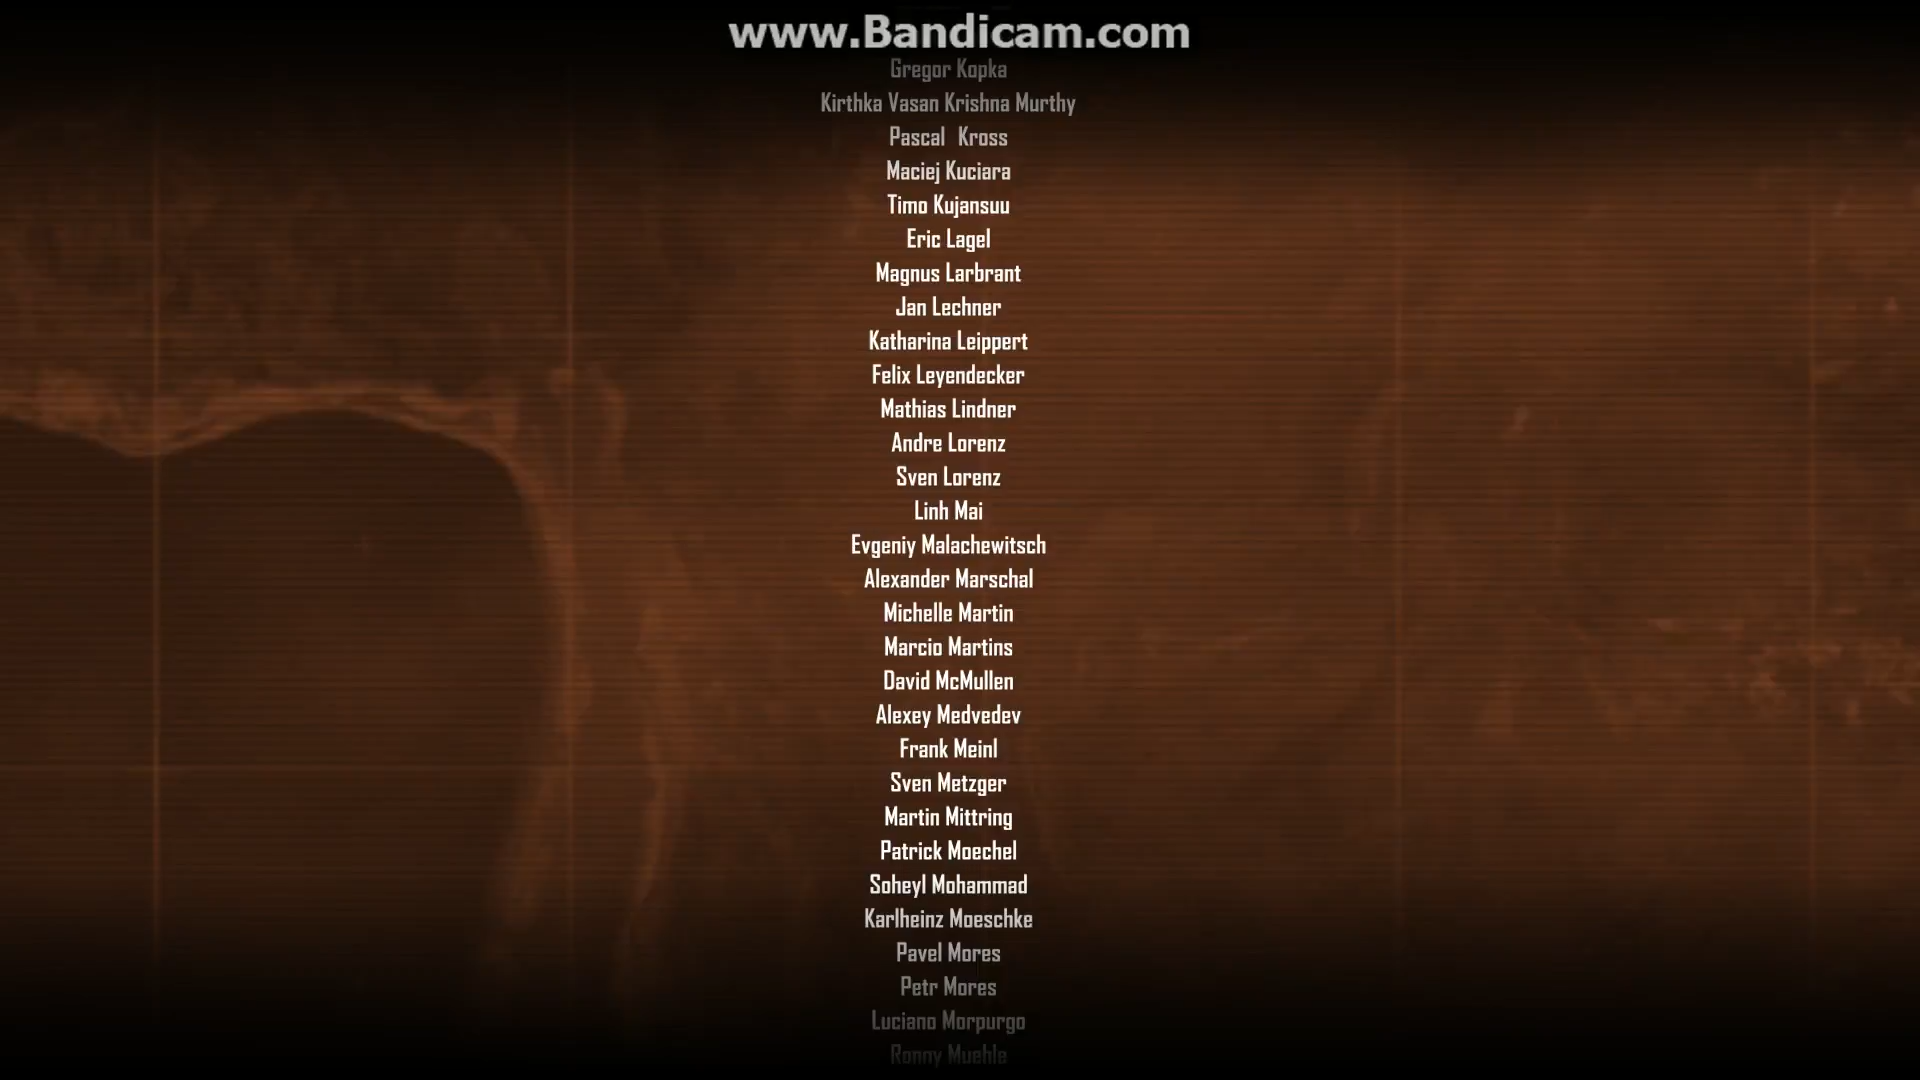 www.Bandicam.com
Gregor Kopka
Kirthka Vasan Krishna Murthy
Pascal Kross
Maciej Kuciara
Timo Kujansuu
Eric Lagel
Magnus Larbrant
Jan Lechner
Katharina Leippert
Felix Leyendecker
Mathias Lindner
Andre Lorenz
Sven Lorenz
Linh Mai
Evgeniy Malachewitsch
Alexander Marschal
Michelle Martin
Marcio Martins
David McMullen
Alexey Medvedev
Frank Meinl
Sven Metzger
Martin Mittring
Patrick Moechel
Soheyl Mohammad
Karlheinz Moeschke
Pavel Mores
Petr Mores
Luciano Morpurgo
Ronny Muehle